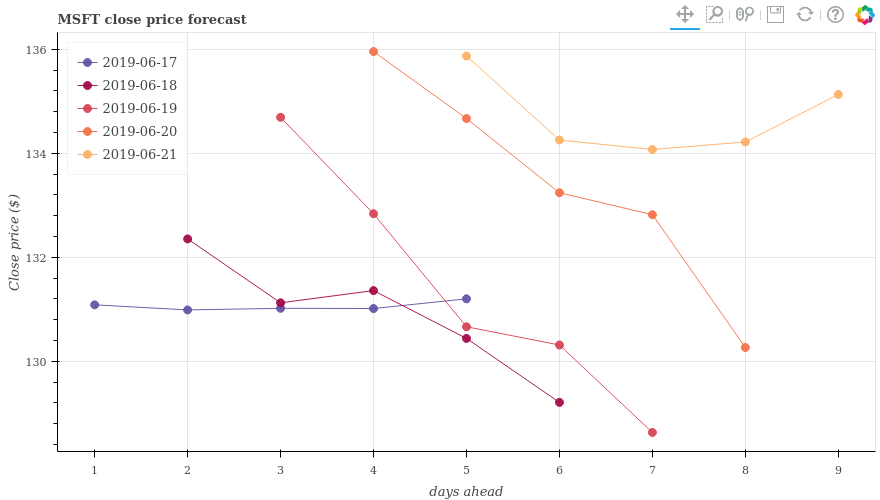 MSFT close price forecast
2019-06-17
2019-06-18
2019-06-19
2019-06-20
2019-06-21
Close price ($)
136
134
132
130
1 2 3 4 5 6 7 8 9
days ahead